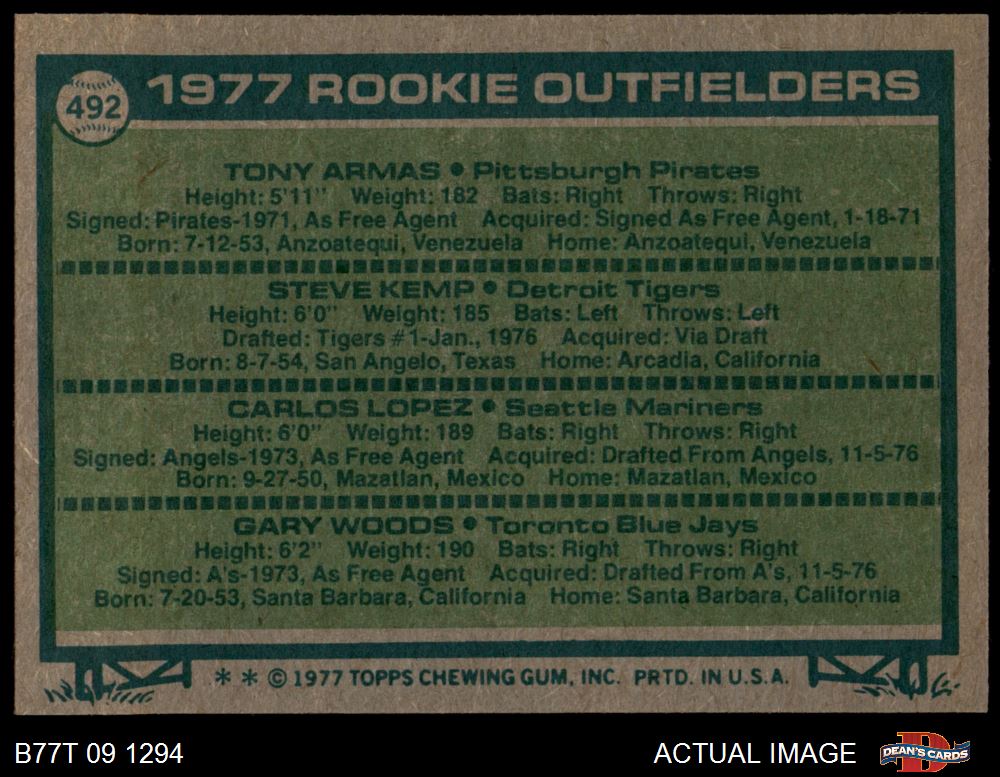 492
1977 ROOKIE OUTFIELDERS
TONY ARMAS • Pittsburgh Pirates
Height: 5'11" Weight: 182 Bats: Right Throws: Right
Signed: Pirates-1971, As Free Agent Acquired: Signed As Free Agent, 1-18-71
Born: 7-12-53, Anzoatequi, Venezuela Home: Anzoatequi, Venezuela
STEVE KEMP • Detroit Tigers
Height: 6'0" Weight: 185 Bats: Left Throws: Left
Drafted: Tigers #1-Jan., 1976 Acquired: Via Draft
Born: 8-7-54, San Angelo, Texas Home: Arcadia, California
CARLOS LOPEZ • Seattle Mariners
Height: 6'0" Weight: 189 Bats: Right Throws: Right
Signed: Angels-1973, As Free Agent Acquired: Drafted From Angels, 11-5-76
Born: 9-27-50, Mazatlan, Mexico Home: Mazatlan, Mexico
GARY WOODS • Toronto Blue Jays
Height: 6'2" Weight: 190 Bats: Right Throws: Right
Signed: A's-1973, As Free Agent Acquired: Drafted From A's, 11-5-76
Born: 7-20-53, Santa Barbara, California Home: Santa Barbara, California
* * © 1977 TOPPS CHEWING GUM, INC. PRTD. IN U.S.A.
B77T 09 1294 ACTUAL IMAGE DEAN'S CARDS